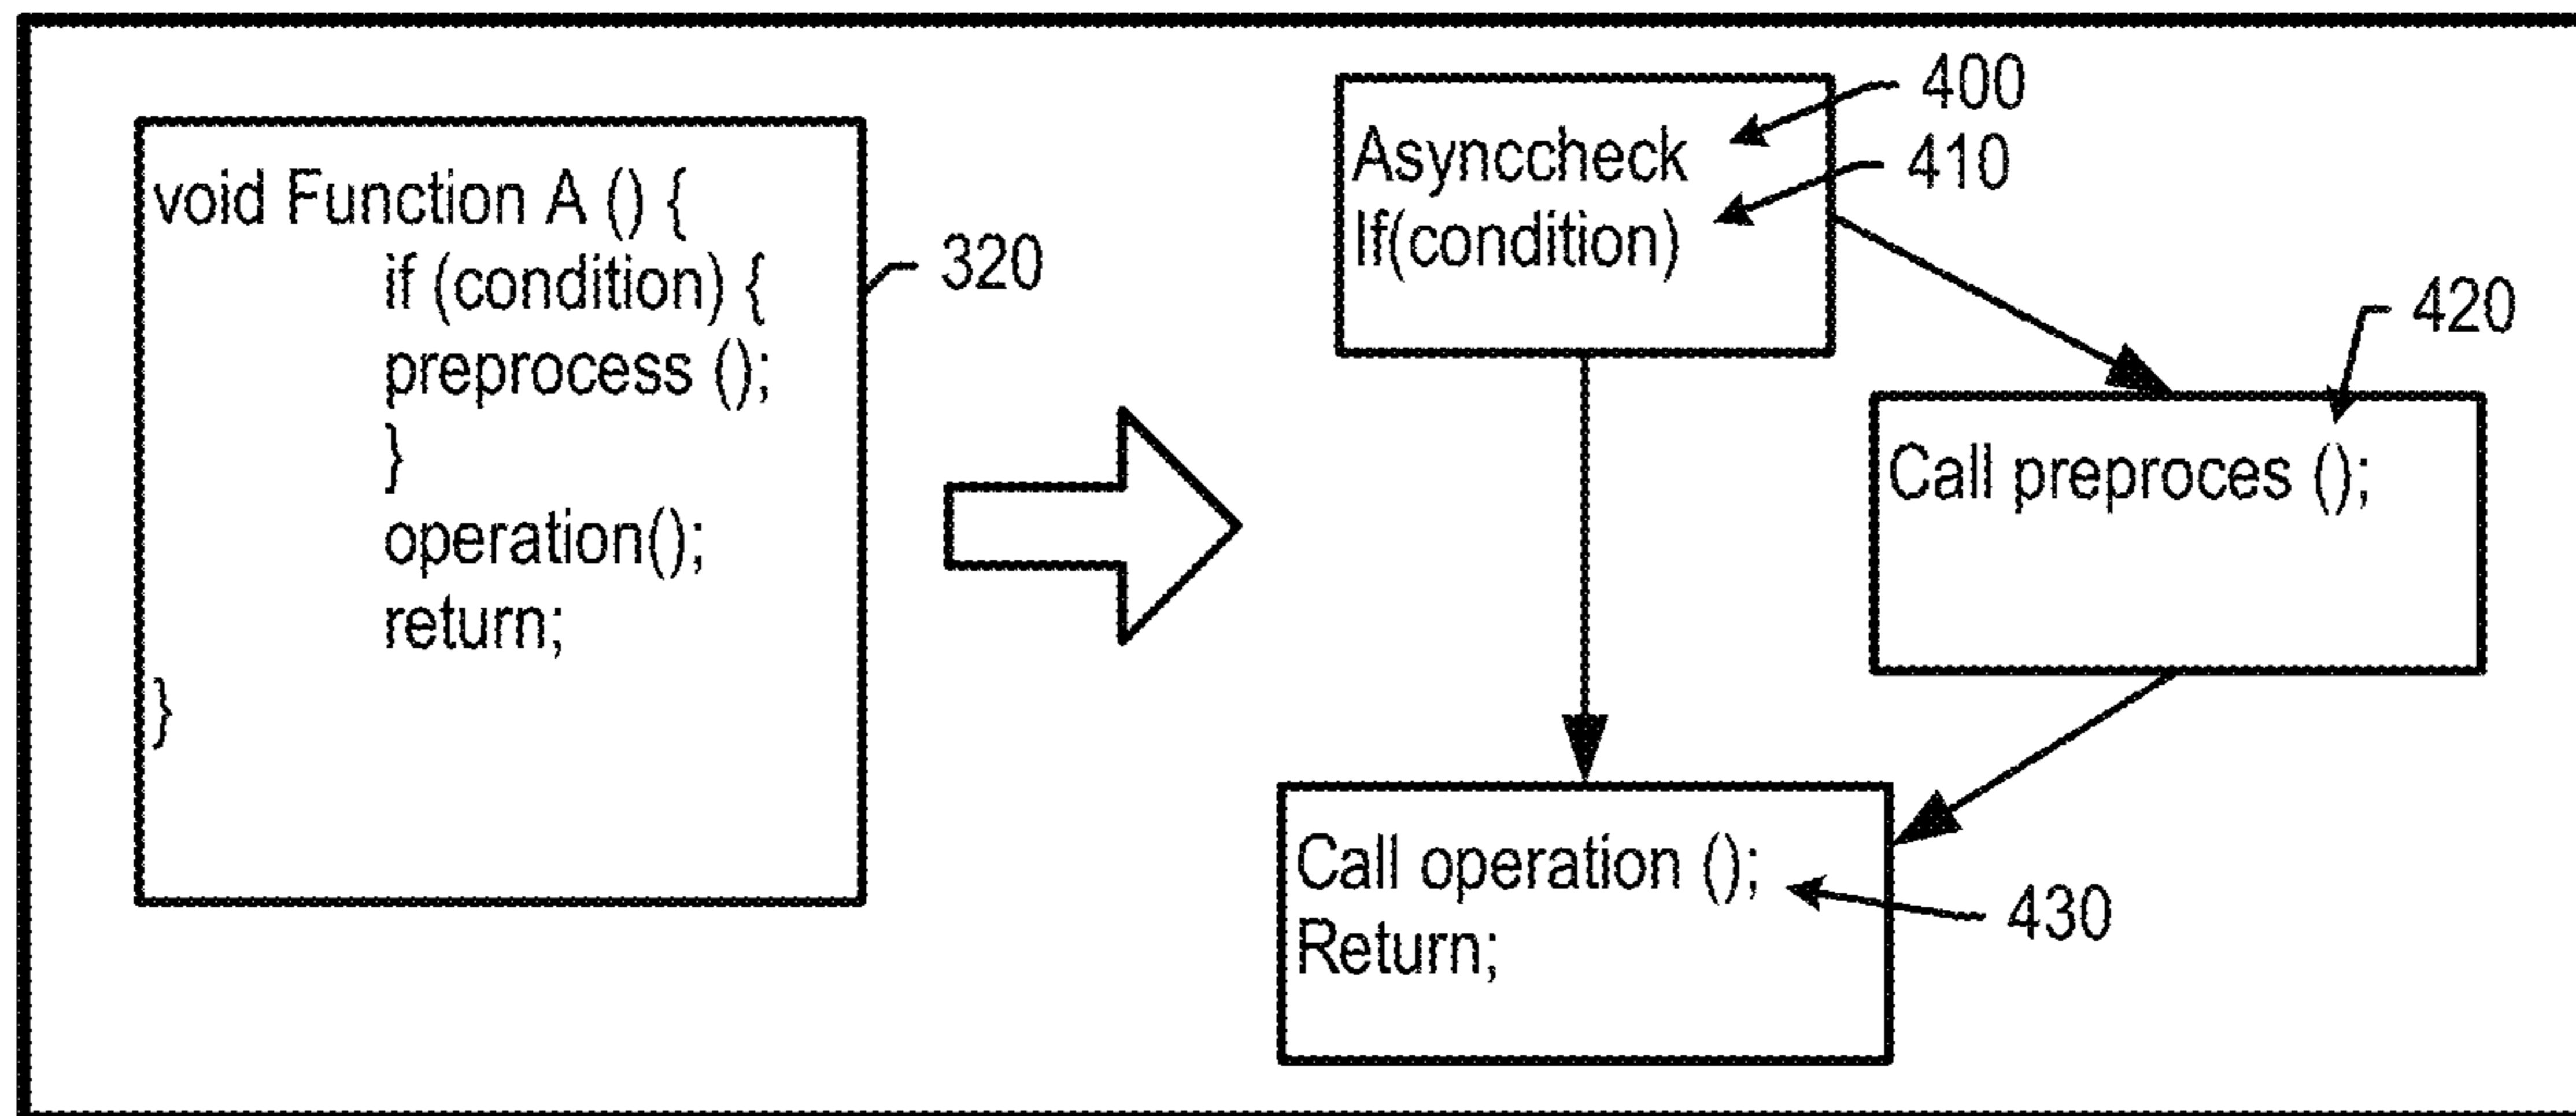 void Function A () {
if (condition) {
preprocess ();
}
operation();
return;
}
320
Asynccheck
If(condition)
400
410
420
Call preproces ();
Call operation ();
Return;
430